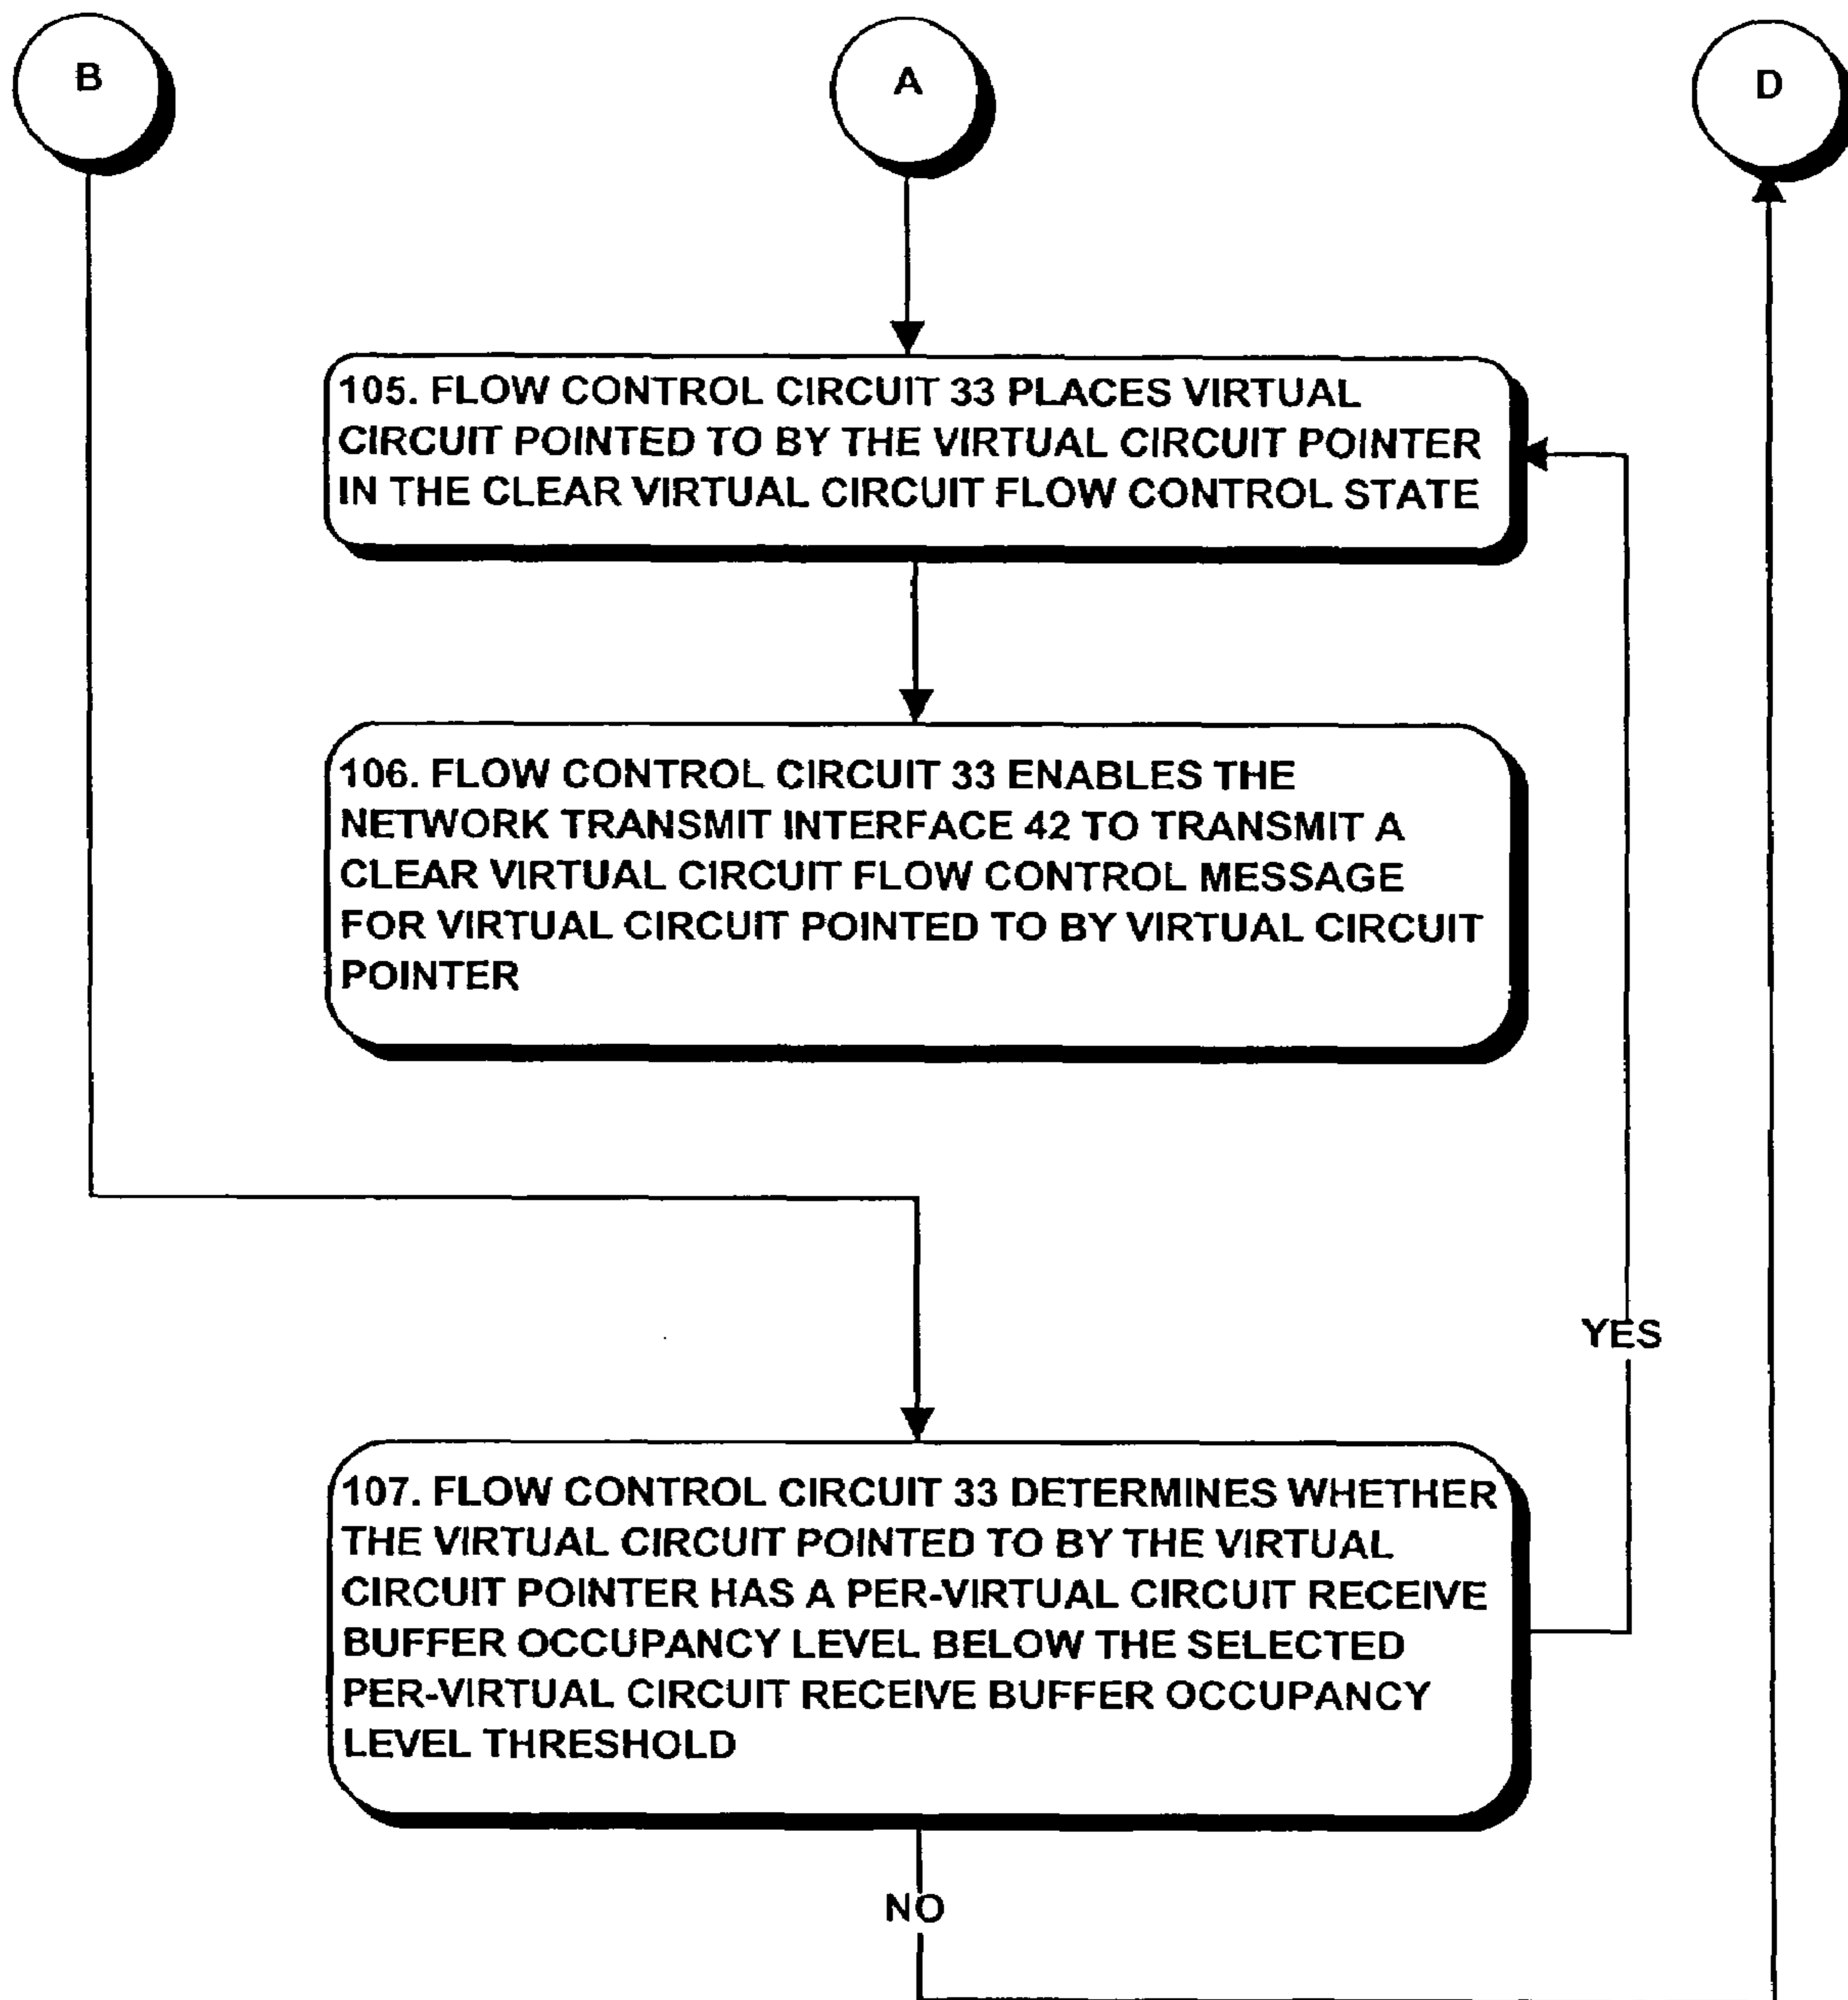 B
A
D
105. FLOW CONTROL CIRCUIT 33 PLACES VIRTUAL
CIRCUIT POINTED TO BY THE VIRTUAL CIRCUIT POINTER
IN THE CLEAR VIRTUAL CIRCUIT FLOW CONTROL STATE
106. FLOW CONTROL CIRCUIT 33 ENABLES THE
NETWORK TRANSMIT INTERFACE 42 TO TRANSMIT A
CLEAR VIRTUAL CIRCUIT FLOW CONTROL MESSAGE
FOR VIRTUAL CIRCUIT POINTED TO BY VIRTUAL CIRCUIT
POINTER
YES
107. FLOW CONTROL CIRCUIT 33 DETERMINES WHETHER
THE VIRTUAL CIRCUIT POINTED TO BY THE VIRTUAL
CIRCUIT POINTER HAS A PER-VIRTUAL CIRCUIT RECEIVE
BUFFER OCCUPANCY LEVEL BELOW THE SELECTED
PER-VIRTUAL CIRCUIT RECEIVE BUFFER OCCUPANCY
LEVEL THRESHOLD
NO